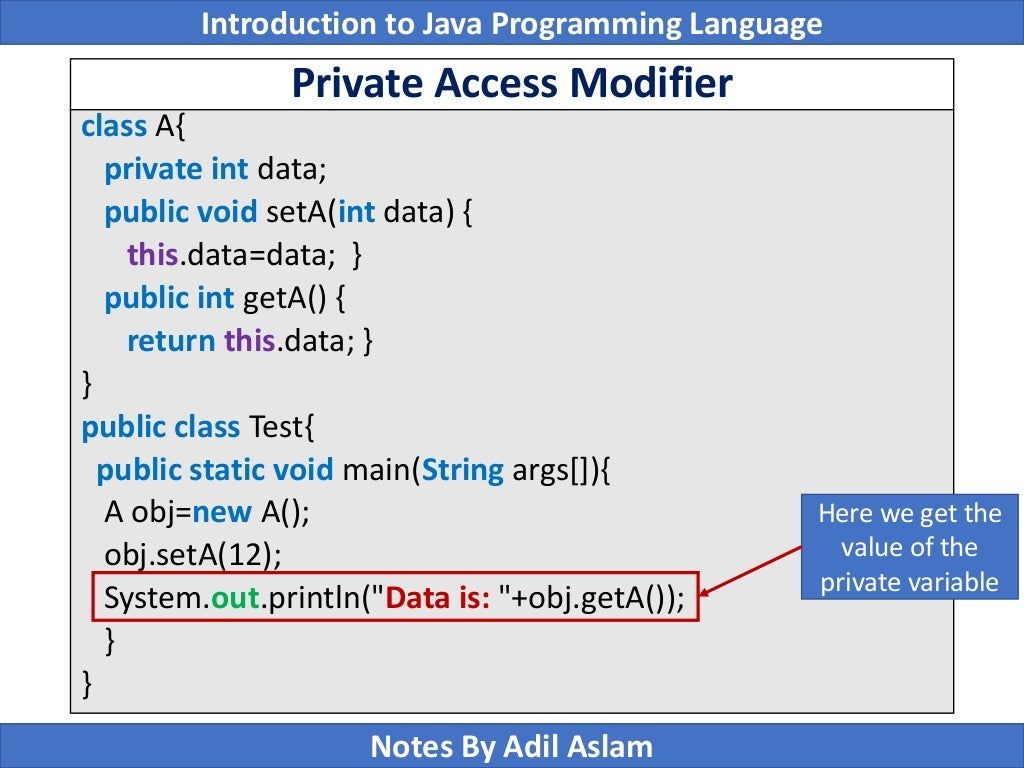 Introduction to Java Programming Language
Private Access Modifier
class A{
private int data;
public void setA(int data) {
this.data=data;  }
public int getA() {
return this.data; }
}
public class Test{
public static void main(String args[]){
A obj=new A();
obj.setA(12);
System.out.println("Data is: "+obj.getA());
}
}
Here we get the
value of the
private variable
Notes By Adil Aslam